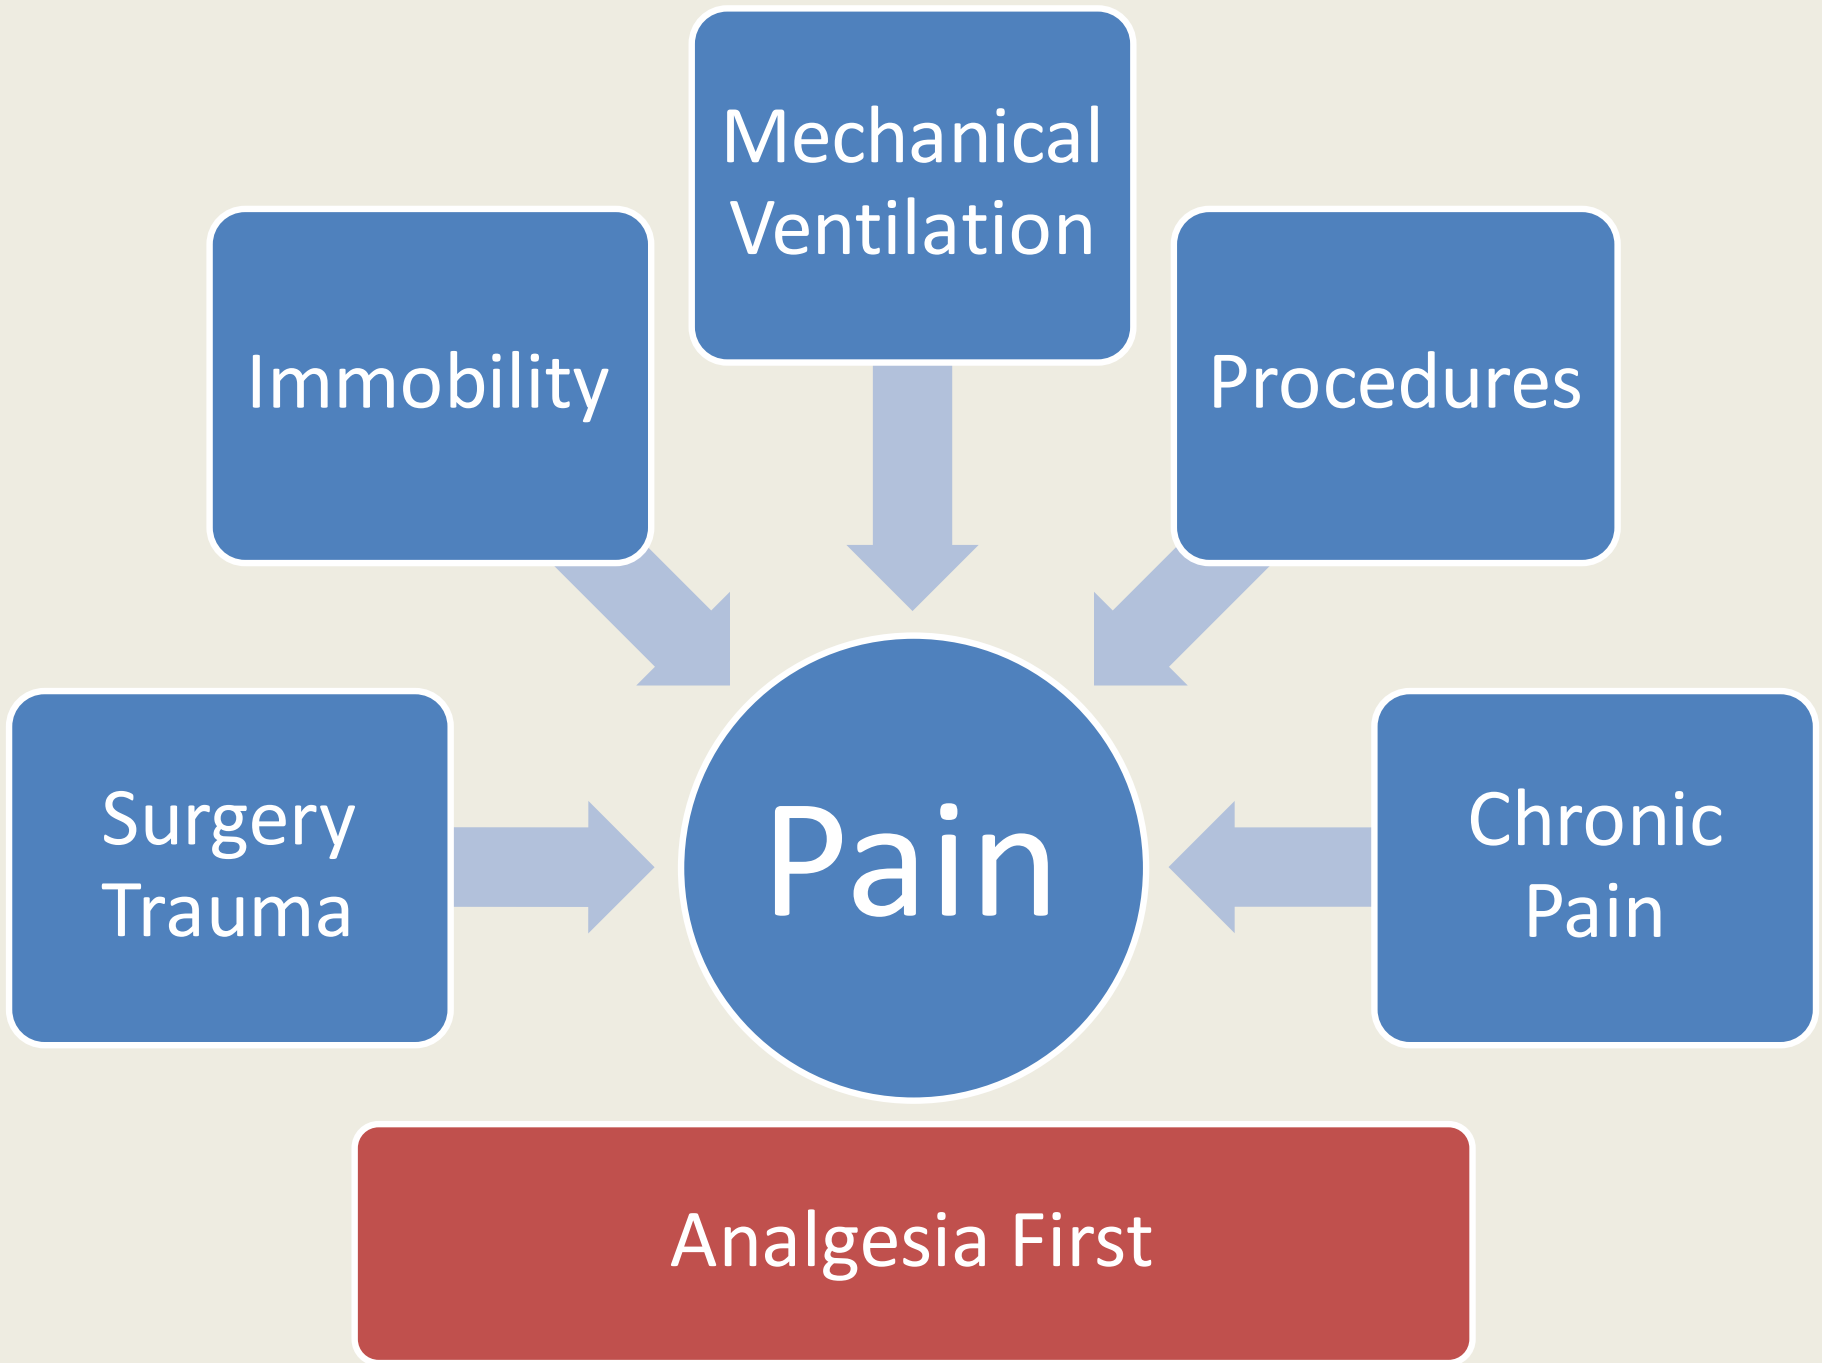 Mechanical
Ventilation
Immobility
Procedures
Surgery
Trauma
Pain
Chronic
Pain
Analgesia First